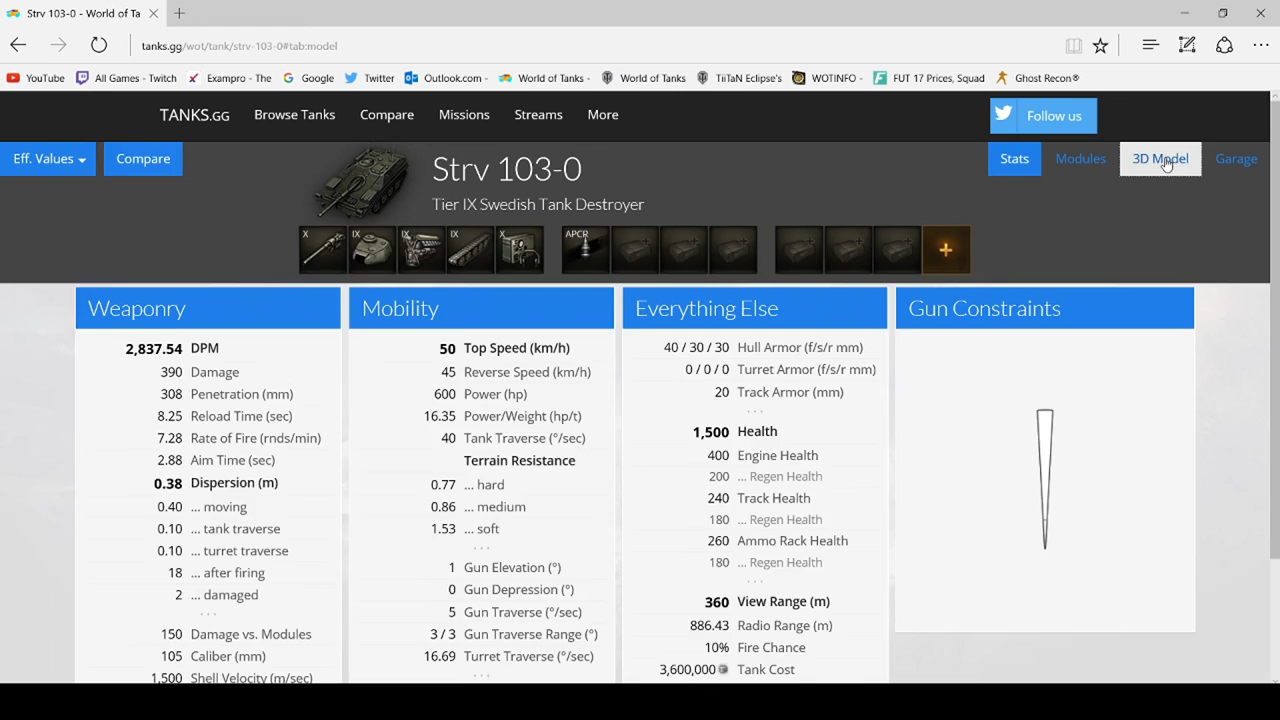 Strv 103-0 - World of Ta
tanks.gg/wot/tank/strv-103-0#tab:model
YouTube All Games - Twitch Exampro - The Google Twitter Outlook.com - World of Tanks - World of Tanks TiiTaN Eclipse's WOTINFO - FUT 17 Prices, Squad Ghost Recon®
TANKS.GG Browse Tanks Compare Missions Streams More Follow us
Eff. Values Compare Strv 103-0 Stats Modules 3D Model Garage
Tier IX Swedish Tank Destroyer
X IX IX IX X APCR
Weaponry
2,837.54 DPM
390 Damage
308 Penetration (mm)
8.25 Reload Time (sec)
7.28 Rate of Fire (rnds/min)
2.88 Aim Time (sec)
0.38 Dispersion (m)
0.40 ... moving
0.10 ... tank traverse
0.10 ... turret traverse
18 ... after firing
2 ... damaged
...
150 Damage vs. Modules
105 Caliber (mm)
1,500 Shell Velocity (m/sec)
Mobility
50 Top Speed (km/h)
45 Reverse Speed (km/h)
600 Power (hp)
16.35 Power/Weight (hp/t)
40 Tank Traverse (°/sec)
Terrain Resistance
0.77 ... hard
0.86 ... medium
1.53 ... soft
...
1 Gun Elevation (°)
0 Gun Depression (°)
5 Gun Traverse (°/sec)
3 / 3 Gun Traverse Range (°)
16.69 Turret Traverse (°/sec)
...
Everything Else
40 / 30 / 30 Hull Armor (f/s/r mm)
0 / 0 / 0 Turret Armor (f/s/r mm)
20 Track Armor (mm)
...
1,500 Health
400 Engine Health
200 ... Regen Health
240 Track Health
180 ... Regen Health
260 Ammo Rack Health
180 ... Regen Health
...
360 View Range (m)
886.43 Radio Range (m)
10% Fire Chance
3,600,000 Tank Cost
Gun Constraints